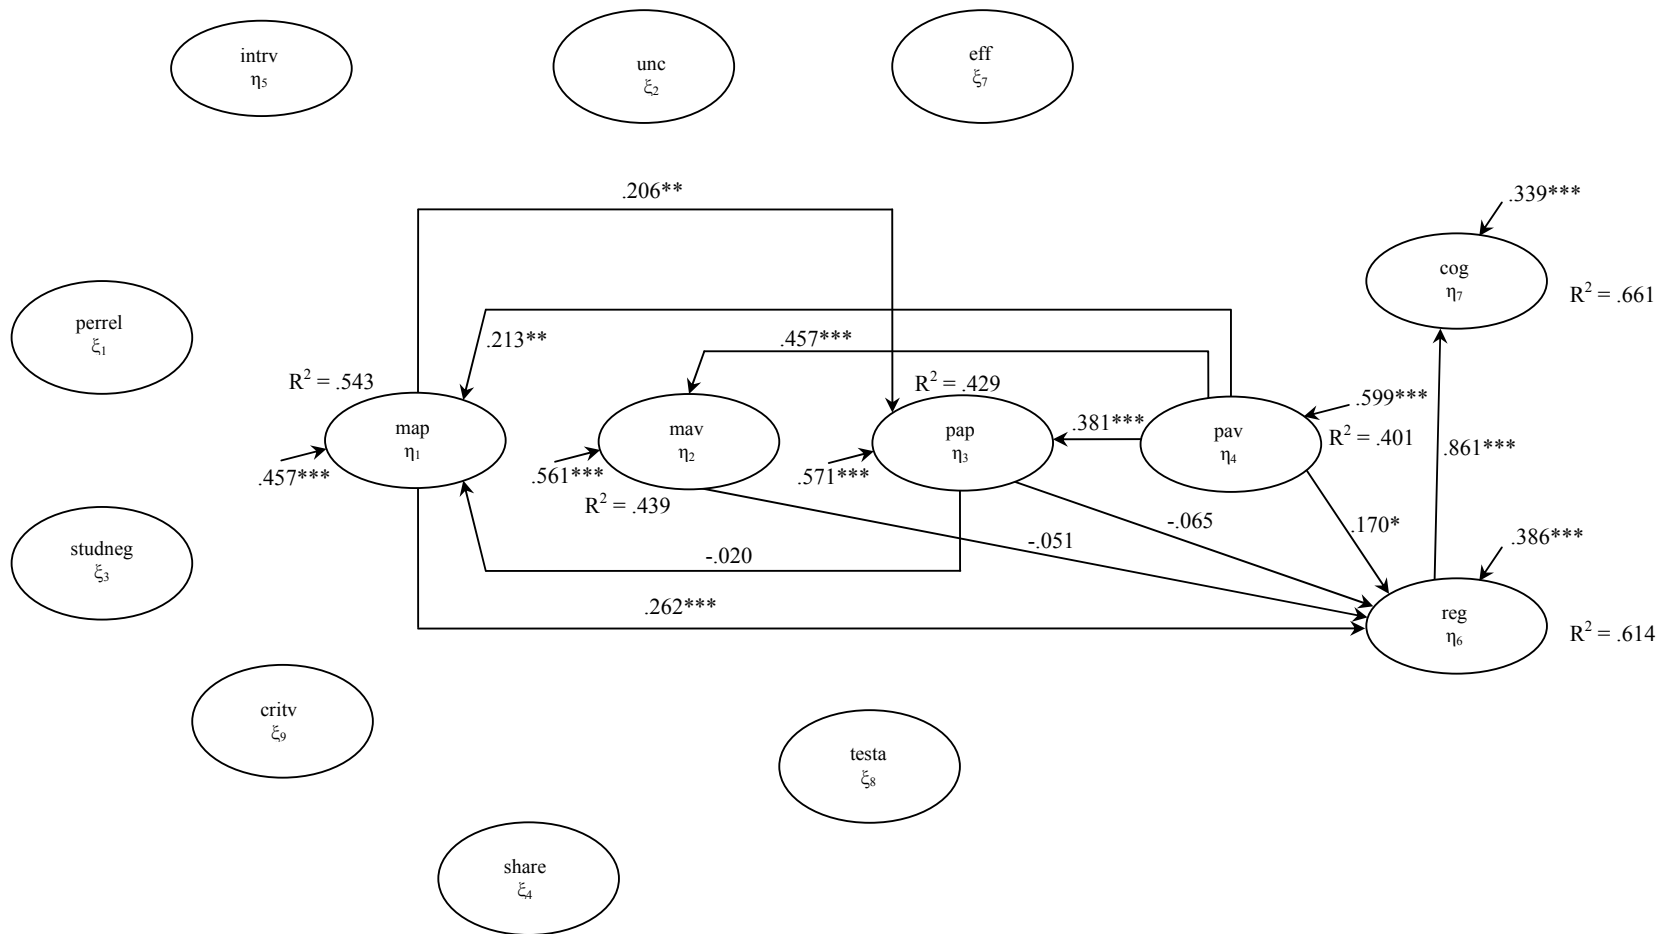 intrv
η₅
unc
ξ₂
eff
ξ₇
.206**
.339***
cog
η₇
R² = .661
perrel
ξ₁
.213**
.457***
R² = .543
R² = .429
map
η₁
mav
η₂
pap
η₃
.381***
pav
η₄
.599***
R² = .401
.861***
.457***
.561***
R² = .439
.571***
-.065
.170*
-.051
-.020
.386***
studneg
ξ₃
.262***
reg
η₆
R² = .614
critv
ξ₉
testa
ξ₈
share
ξ₄